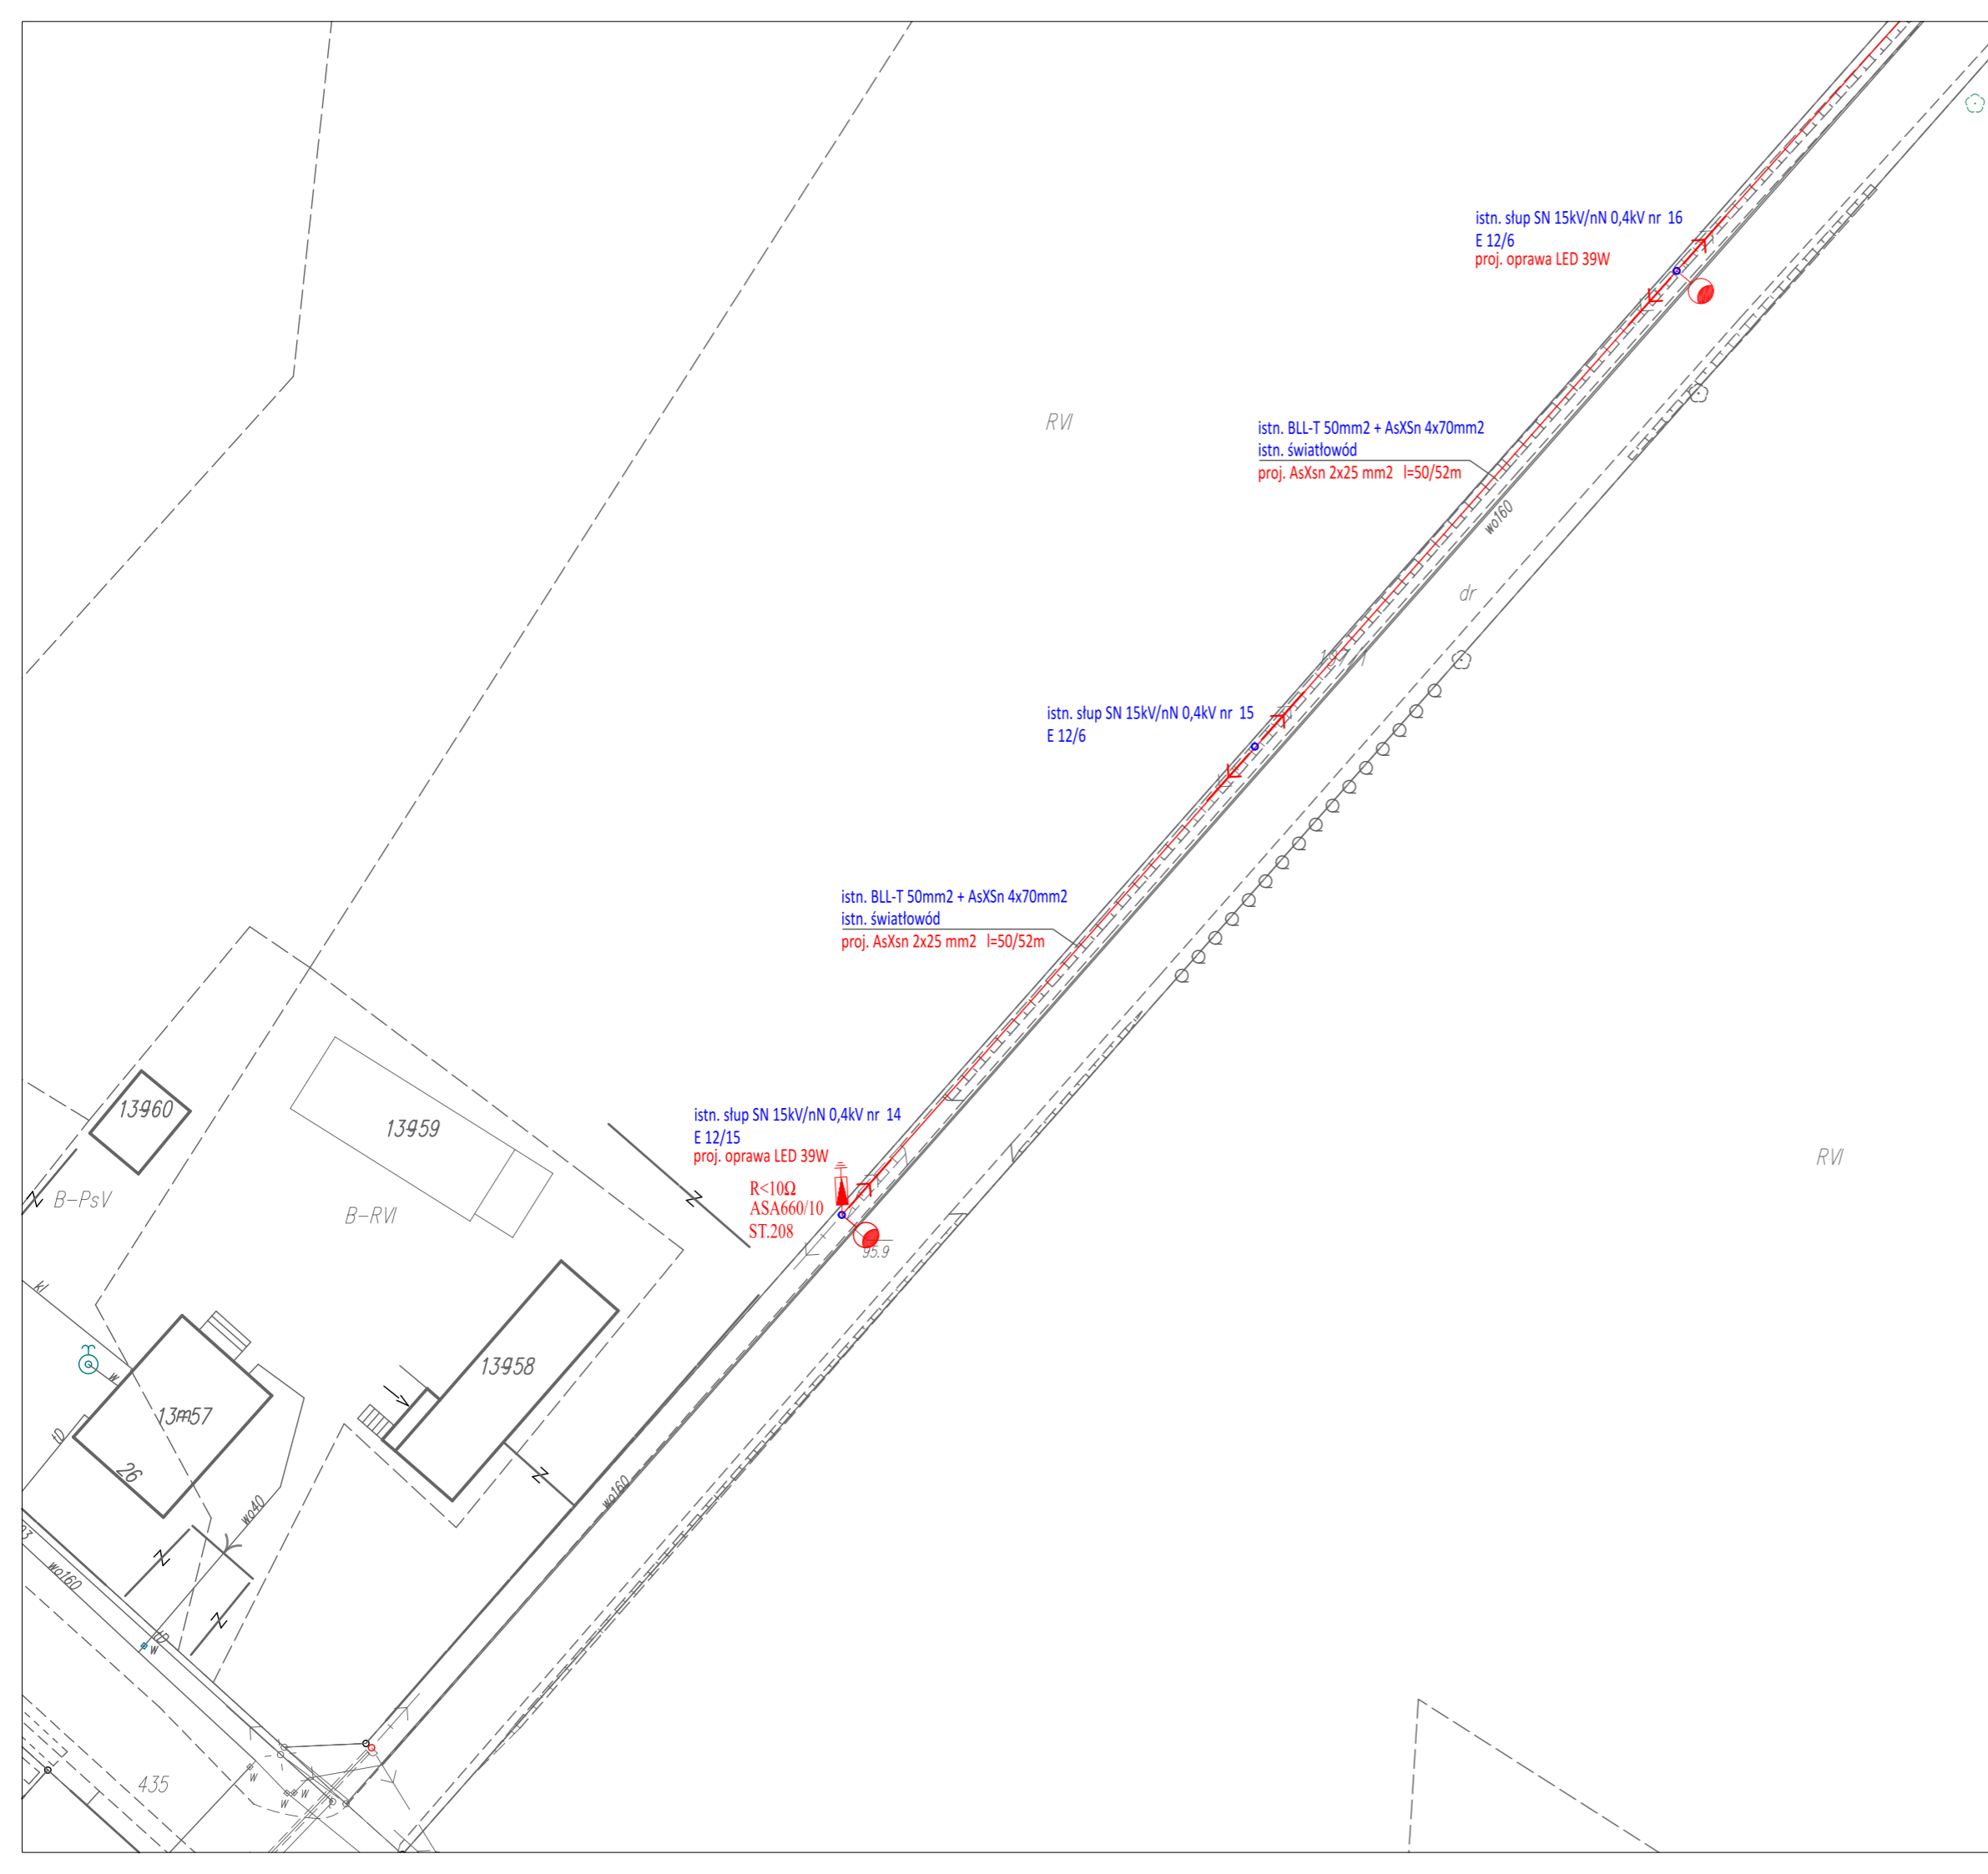 istn. słup SN 15kV/nN 0,4kV nr 16
E 12/6
proj. oprawa LED 39W
RVI
istn. BLL-T 50mm2 + AsXSn 4x70mm2
istn. światłowód
proj. AsXsn 2x25 mm2 l=50/52m
wo160
dr
istn. słup SN 15kV/nN 0,4kV nr 15
E 12/6
istn. BLL-T 50mm2 + AsXSn 4x70mm2
istn. światłowód
proj. AsXsn 2x25 mm2 l=50/52m
istn. słup SN 15kV/nN 0,4kV nr 14
E 12/15
proj. oprawa LED 39W
R<10Ω
ASA660/10
ST.208
95.9
RVI
B-PsV
B-RVI
kl
w
26
wo40
wo160
wo160
w
435
w
w
w